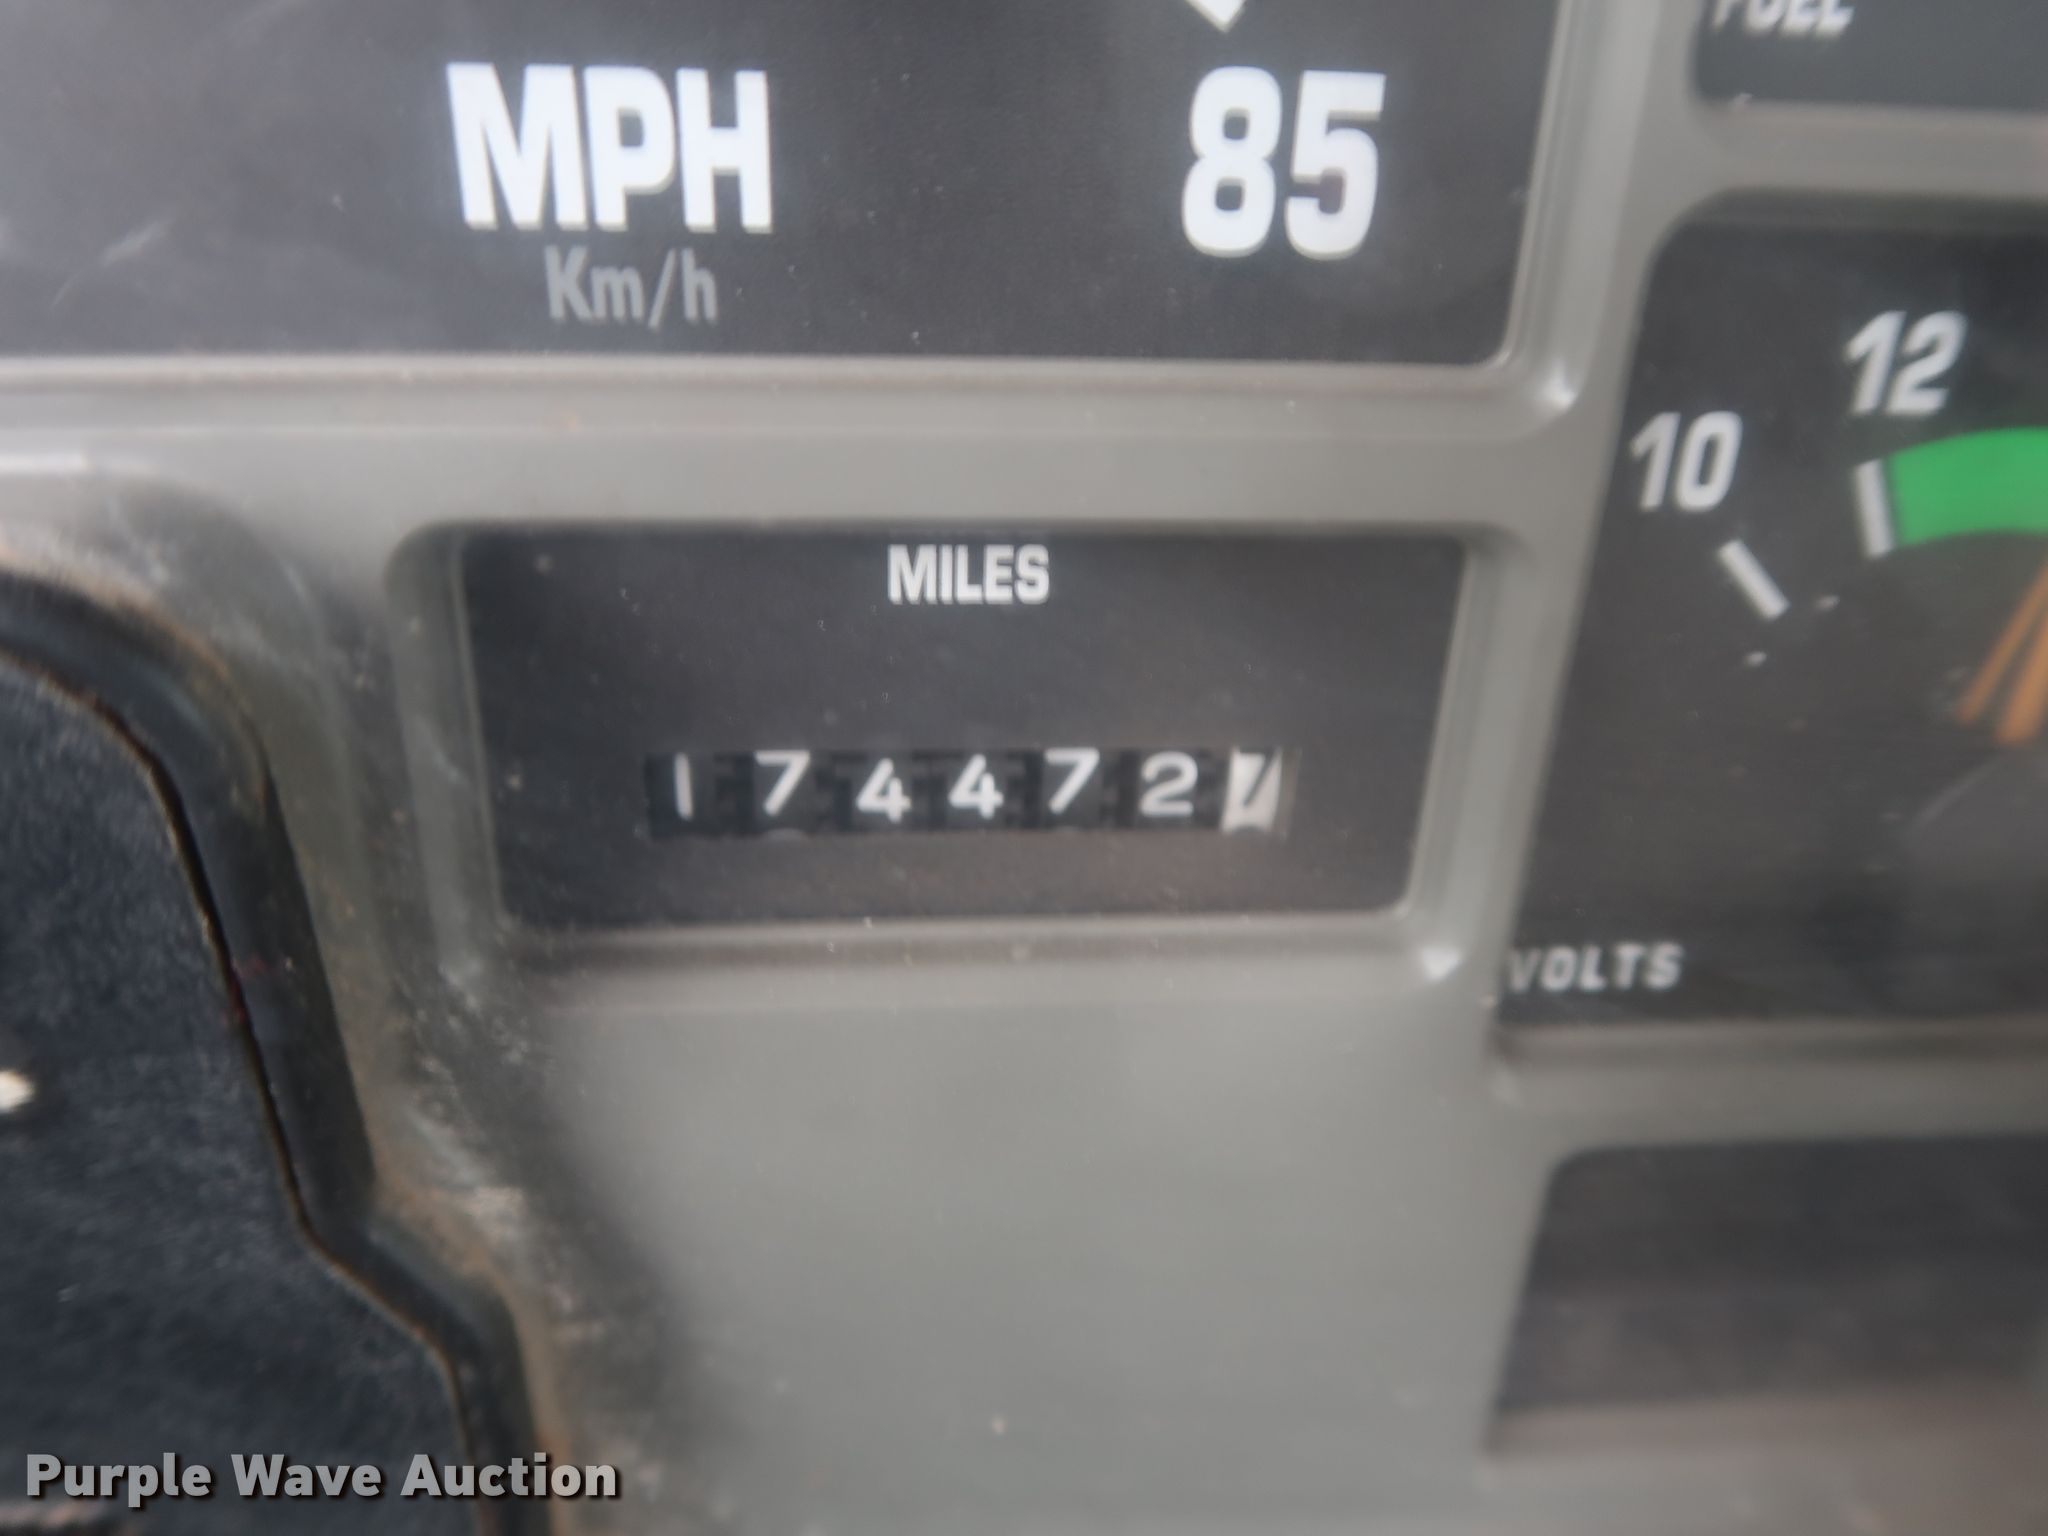 FUEL
MPH
85
Km/h
12
10
MILES
1744727
VOLTS
Purple Wave Auction